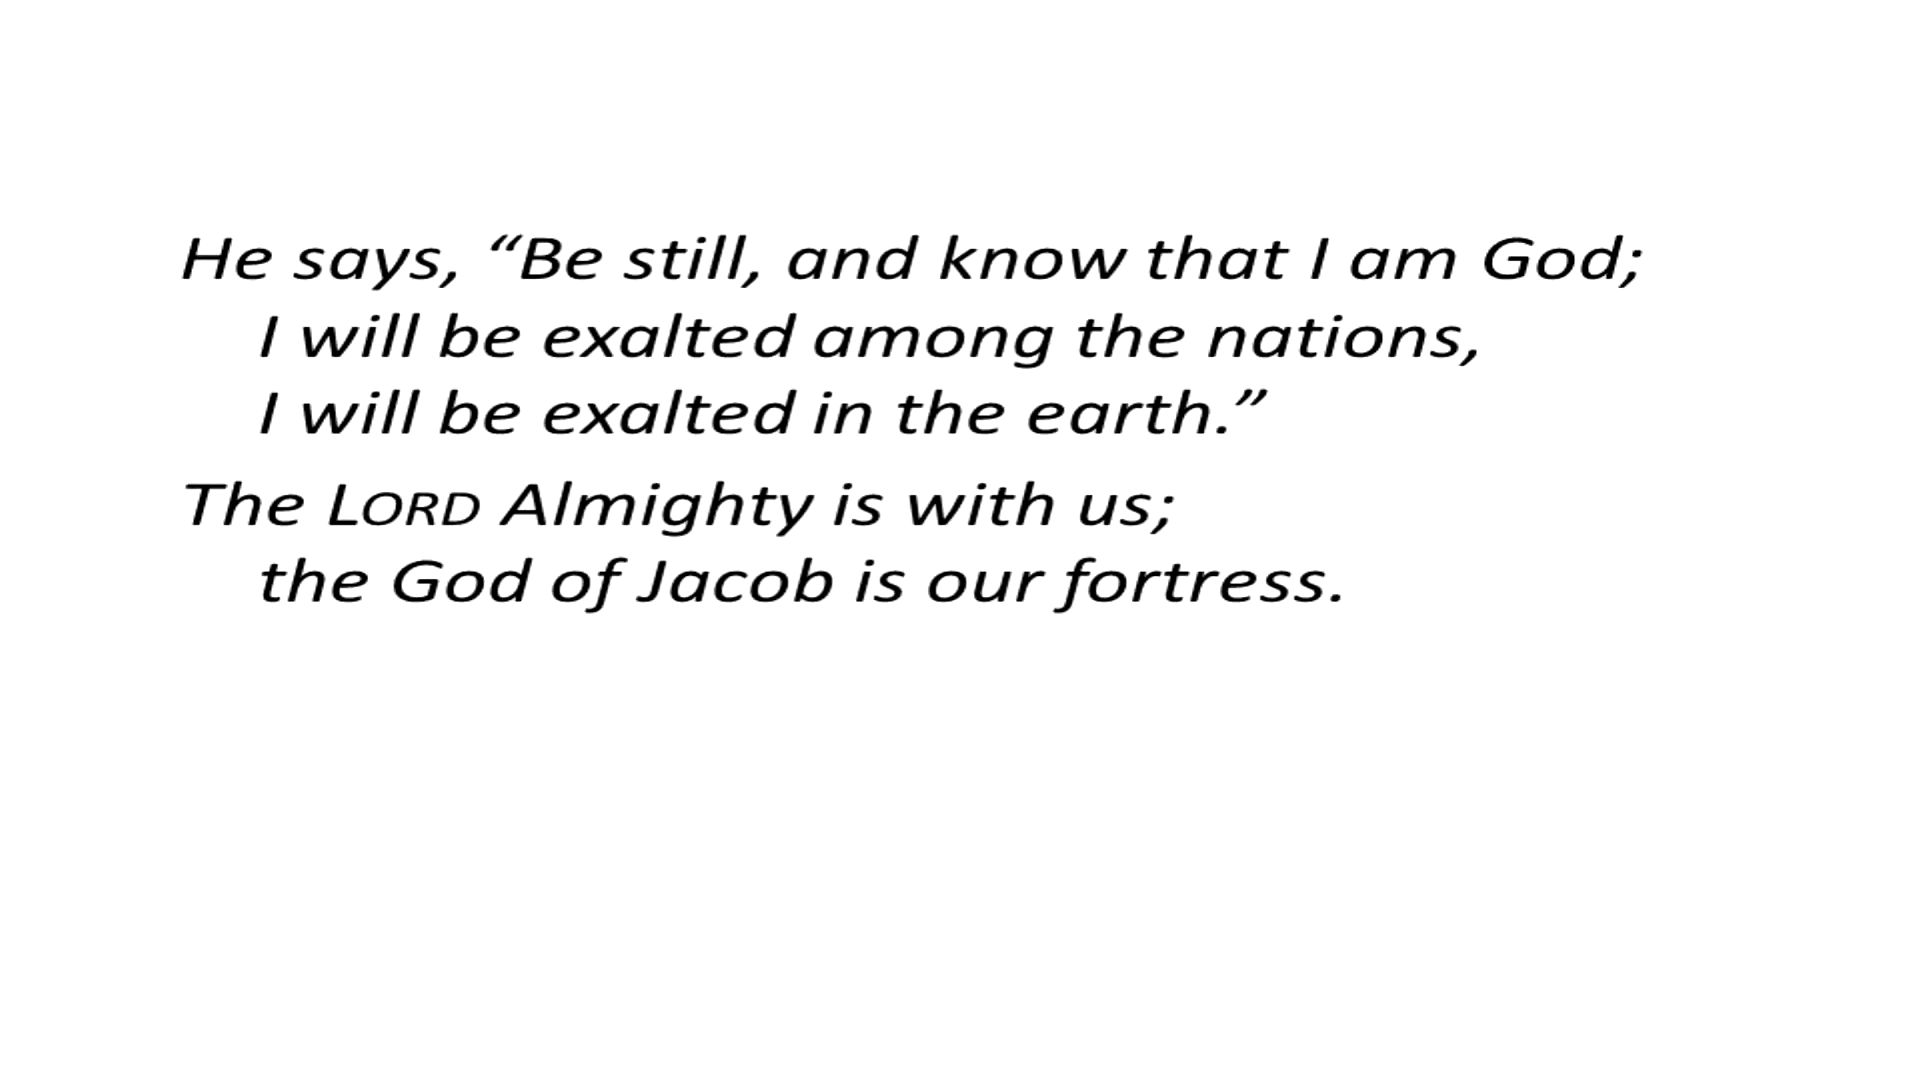 He says, “Be still, and know that I am God;
I will be exalted among the nations,
I will be exalted in the earth.”
The LORD Almighty is with us;
the God of Jacob is our fortress.